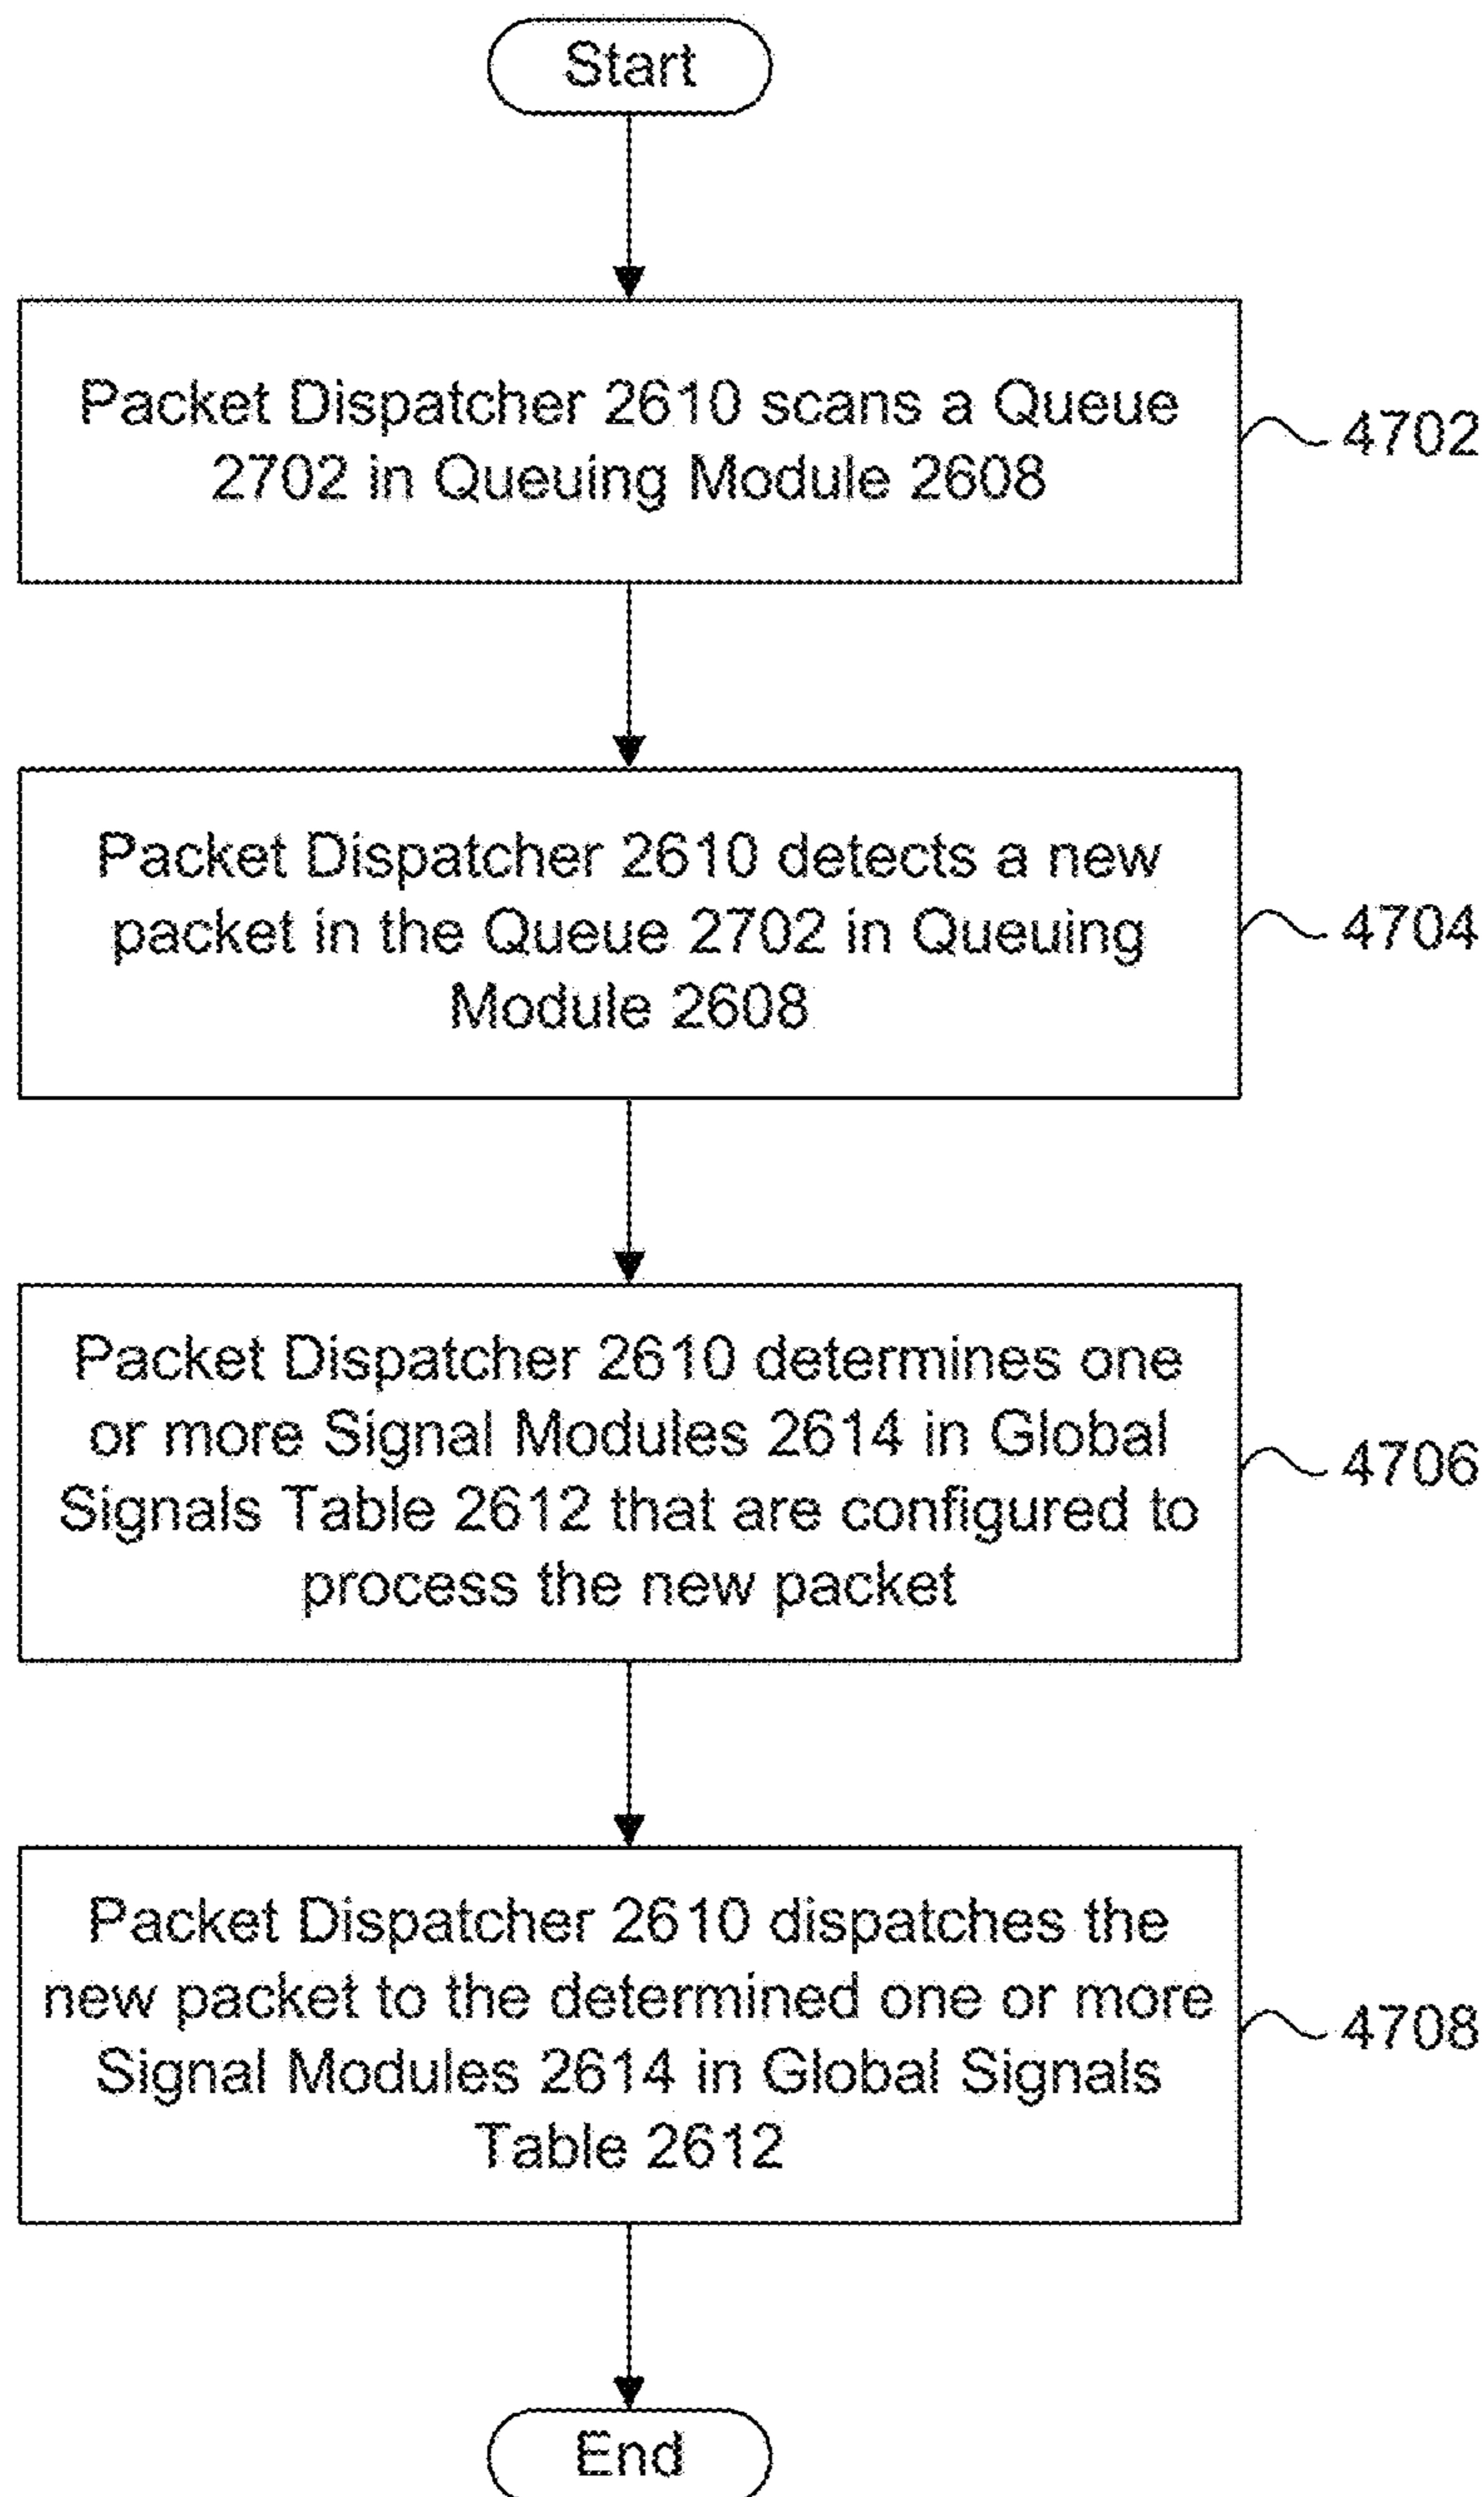 Start
Packet Dispatcher 2610 scans a Queue
2702 in Queuing Module 2608
4702
Packet Dispatcher 2610 detects a new
packet in the Queue 2702 in Queuing
Module 2608
4704
Packet Dispatcher 2610 determines one
or more Signal Modules 2614 in Global
Signals Table 2612 that are configured to
process the new packet
4706
Packet Dispatcher 2610 dispatches the
new packet to the determined one or more
Signal Modules 2614 in Global Signals
Table 2612
4708
End